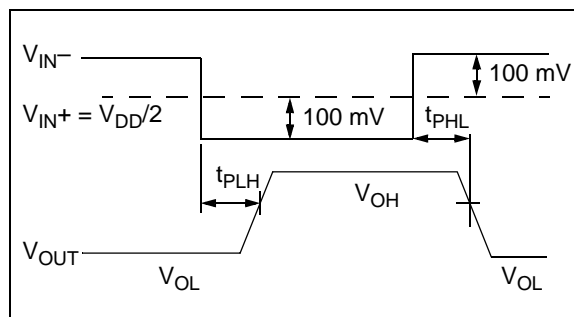 V_IN–
100 mV
V_IN+ = V_DD/2
100 mV
t_PHL
t_PLH
V_OH
V_OUT
V_OL
V_OL